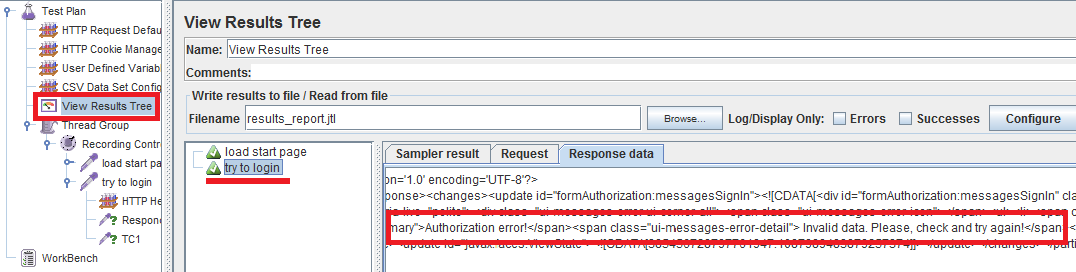 Test Plan
HTTP Request Defau
HTTP Cookie Manage
User Defined Variab
CSV Data Set Config
View Results Tree
Thread Group
Recording Contro
load start pa
try to login
HTTP He
Respon
TC1
WorkBench
View Results Tree
Name: View Results Tree
Comments:
Write results to file / Read from file
Filename results_report.jtl Browse... Log/Display Only: Errors Successes Configure
load start page
try to login
Sampler result Request Response data
on='1.0' encoding='UTF-8'?>
ponse><changes><update id="formAuthorization:messagesSignIn"><![CDATA[<div id="formAuthorization:messagesSignIn" clas
mary">Authorization error!</span><span class="ui-messages-error-detail"> Invalid data. Please, check and try again!</span><